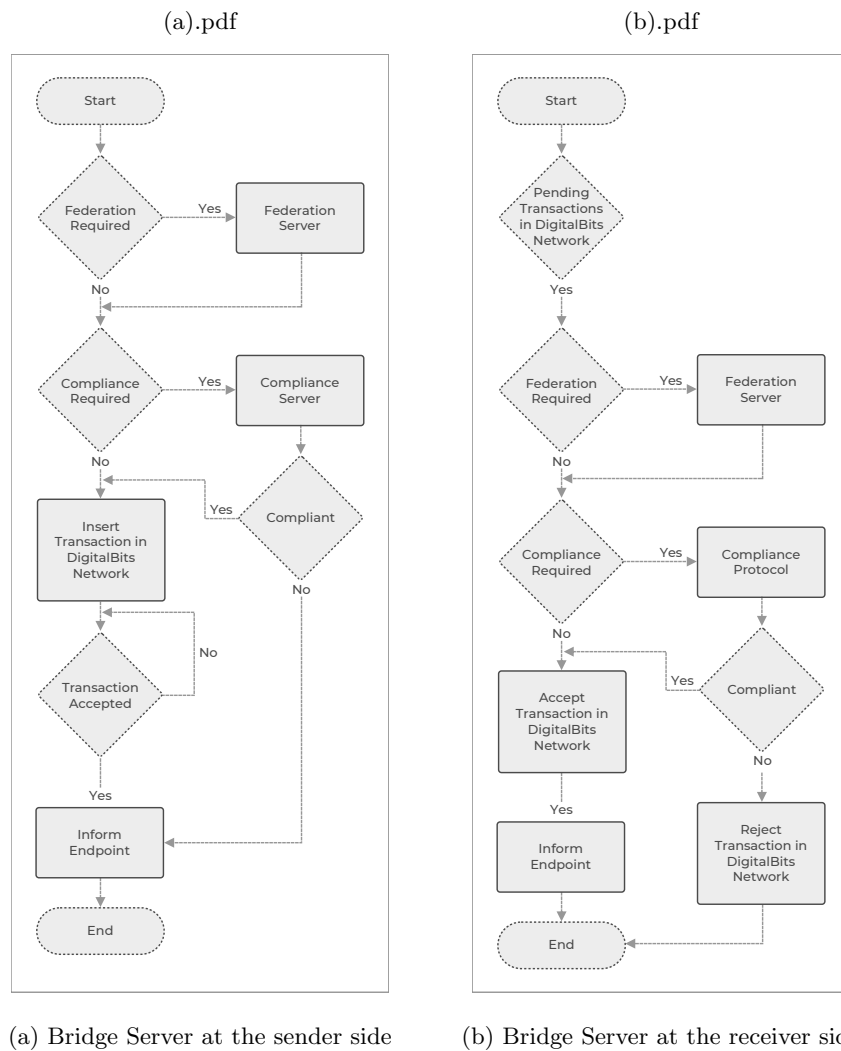 (a).pdf
Start
Federation
Required
Yes
Federation
Server
No
Compliance
Required
Yes
Compliance
Server
No
Yes
Compliant
Insert
Transaction in
DigitalBits
Network
No
No
Transaction
Accepted
Yes
Inform
Endpoint
End
(a) Bridge Server at the sender side
(b).pdf
Start
Pending
Transactions
in DigitalBits
Network
Yes
Federation
Required
Yes
Federation
Server
No
Compliance
Required
Yes
Compliance
Protocol
No
Yes
Compliant
Accept
Transaction in
DigitalBits
Network
No
Yes
Inform
Endpoint
Reject
Transaction in
DigitalBits
Network
End
(b) Bridge Server at the receiver